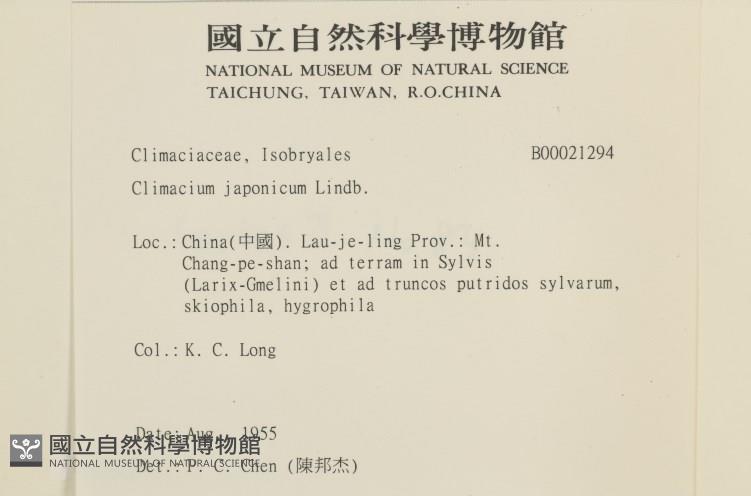 國立自然科學博物館
NATIONAL MUSEUM OF NATURAL SCIENCE
TAICHUNG, TAIWAN, R.O.CHINA
Climaciaceae, Isobryales B00021294
Climacium japonicum Lindb.
Loc.: China(中國). Lau-je-ling Prov.: Mt.
Chang-pe-shan; ad terram in Sylvis
(Larix-Gmelini) et ad truncos putridos sylvarum,
skiophila, hygrophila
Col.: K. C. Long
Date: Aug. 1955
國立自然科學博物館
NATIONAL MUSEUM OF NATURAL SCIENCE
Det.: P. C. Chen (陳邦杰)